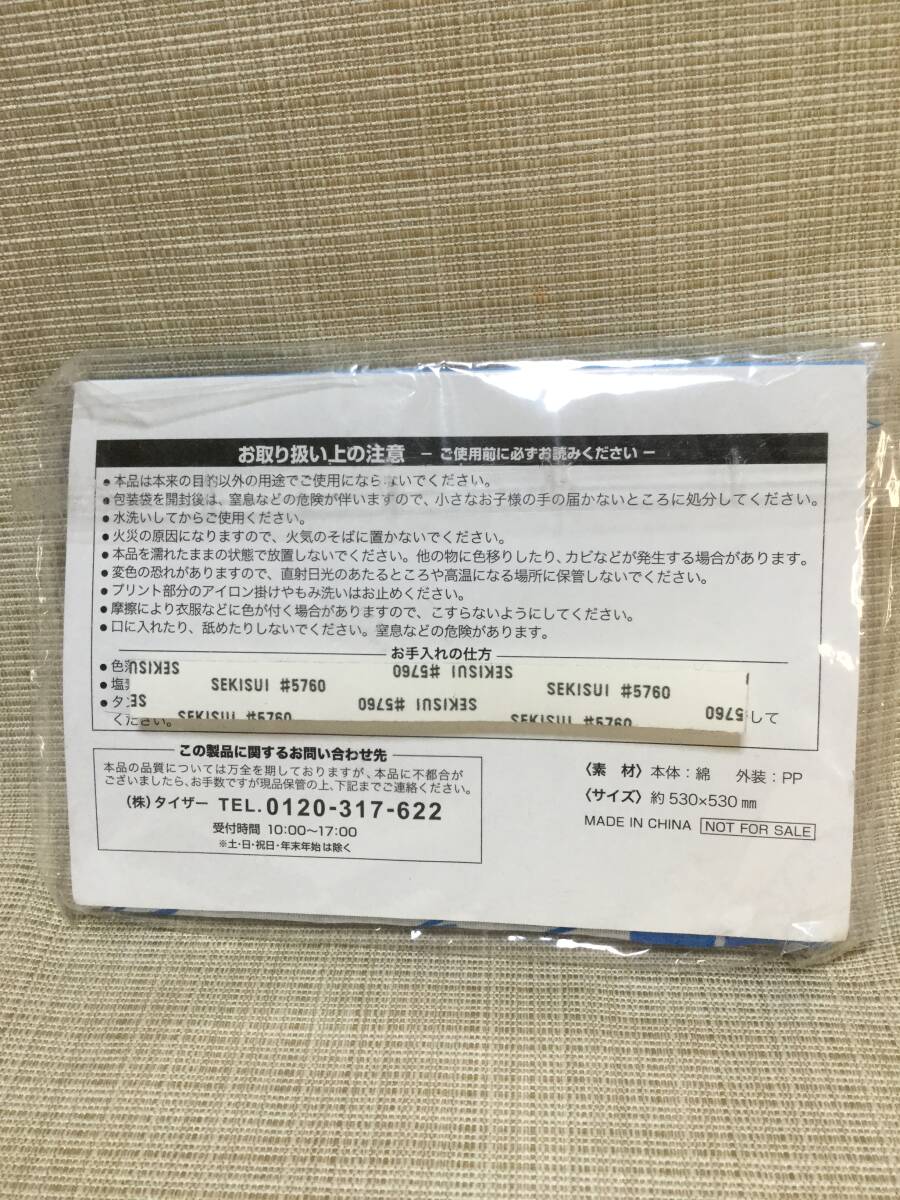 お取り扱い上の注意 － ご使用前に必ずお読みください －
●本品は本来の目的以外の用途でご使用にならないでください。
●包装袋を開封後は、窒息などの危険が伴いますので、小さなお子様の手の届かないところに処分してください。
●水洗いしてからご使用ください。
●火災の原因になりますので、火気のそばに置かないでください。
●本品を濡れたままの状態で放置しないでください。他の物に色移りしたり、カビなどが発生する場合があります。
●変色の恐れがありますので、直射日光のあたるところや高温になる場所に保管しないでください。
●プリント部分のアイロン掛けやもみ洗いはお止めください。
●摩擦により衣服などに色が付く場合がありますので、こすらないようにしてください。
●口に入れたり、舐めたりしないでください。窒息などの危険があります。
お手入れの仕方
●色
●塩
●タン
して
ください。
SEKISUI #5760 SEKISUI
SEKISUI #5760 SEKISUI #5760
SEKISUI #5760 #5760
SEKISUI #5760 SEKISUI #5760
この製品に関するお問い合わせ先
本品の品質については万全を期しておりますが、本品に不都合が
ございましたら、お手数ですが現品保管の上、下記までご連絡ください。
（株）タイザー TEL.0120-317-622
受付時間 10:00～17:00
※土・日・祝日・年末年始は除く
〈素 材〉本体：綿 外装：PP
〈サイズ〉約 530×530㎜
MADE IN CHINA NOT FOR SALE